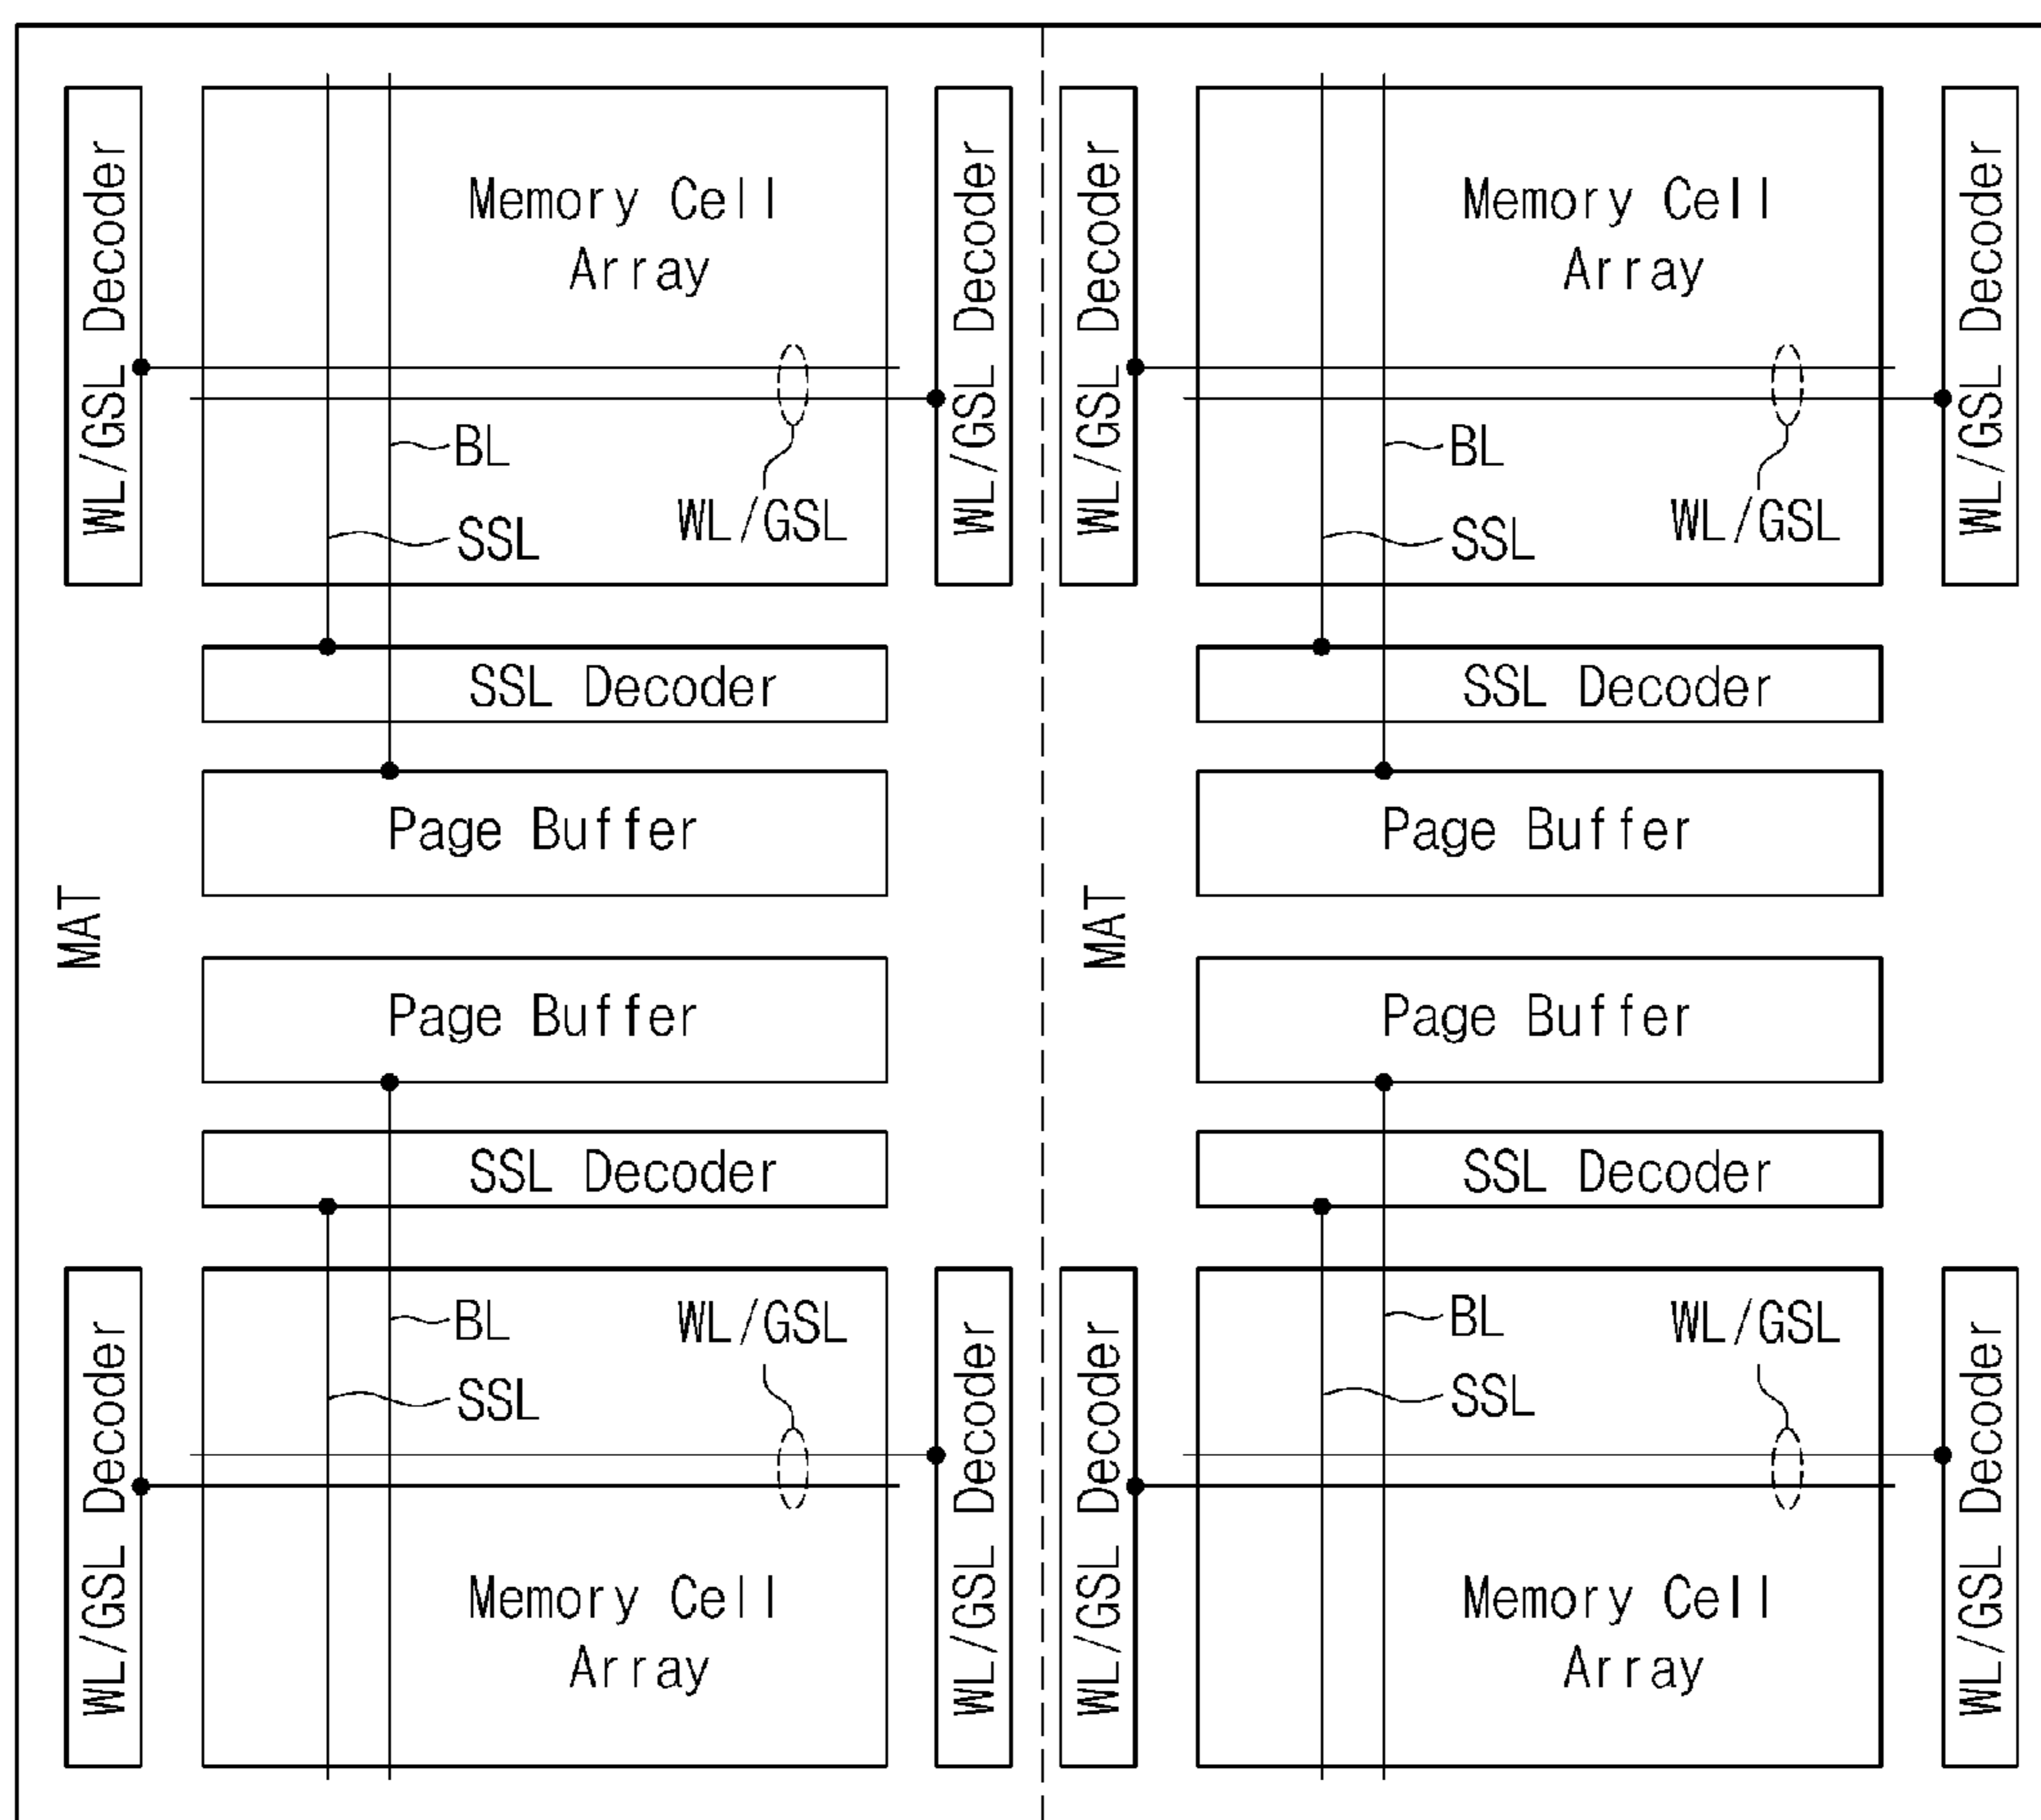 WL/GSL Decoder
Memory Cell
Array
BL
SSL
WL/GSL
WL/GSL Decoder
SSL Decoder
Page Buffer
MAT
Page Buffer
SSL Decoder
WL/GSL Decoder
BL
SSL
WL/GSL
Memory Cell
Array
WL/GSL Decoder
WL/GSL Decoder
Memory Cell
Array
BL
SSL
WL/GSL
WL/GSL Decoder
SSL Decoder
Page Buffer
MAT
Page Buffer
SSL Decoder
WL/GSL Decoder
BL
SSL
WL/GSL
Memory Cell
Array
WL/GSL Decoder